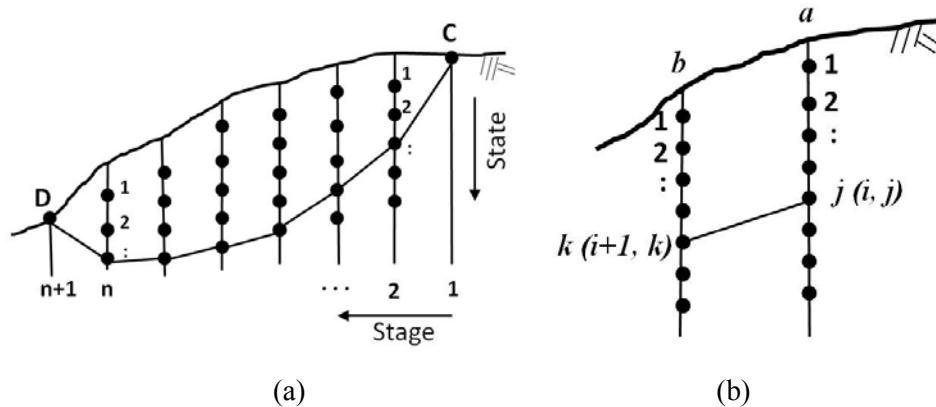 C
1
2
:
State
D
1
2
:
n+1 n ... 2 1
Stage
(a)
a
b
1
2
:
1
2
:
j (i, j)
k (i+1, k)
(b)